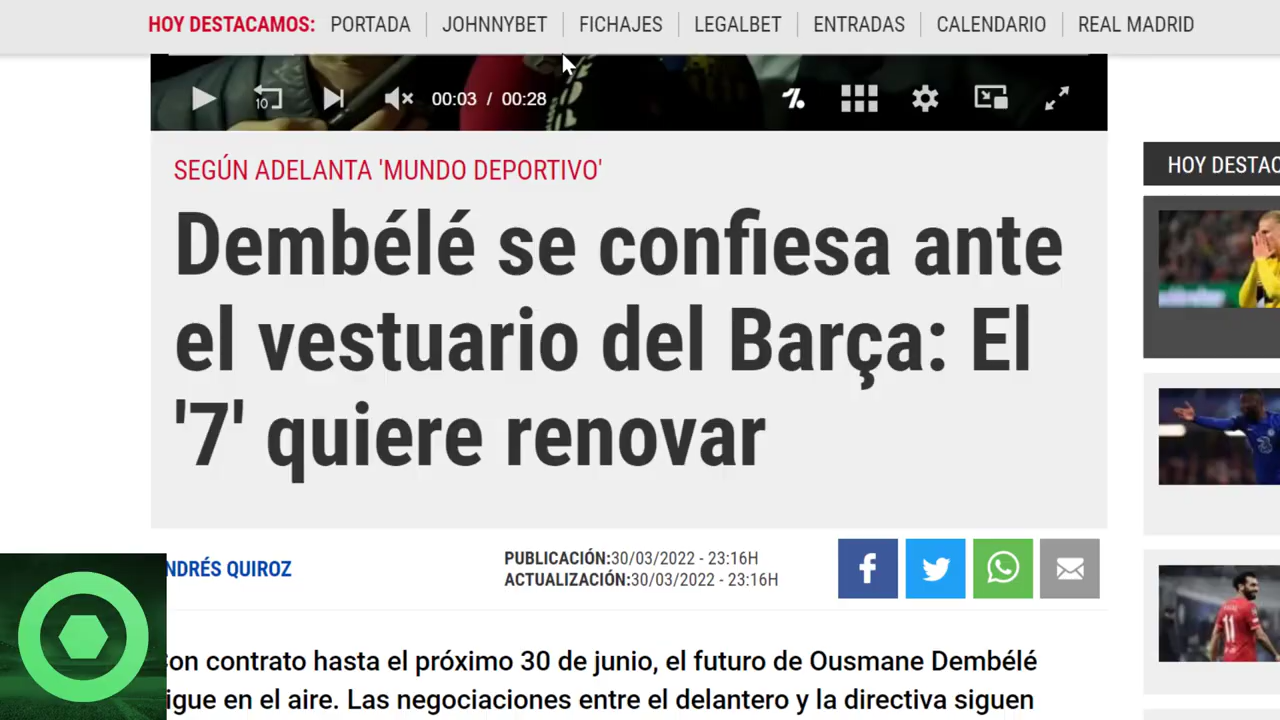 HOY DESTACAMOS: PORTADA JOHNNYBET FICHAJES LEGALBET ENTRADAS CALENDARIO REAL MADRID
10 00:03 / 00:28
HOY DESTAC
SEGÚN ADELANTA 'MUNDO DEPORTIVO'
Dembélé se confiesa ante
el vestuario del Barça: El
'7' quiere renovar
NDRÉS QUIROZ
PUBLICACIÓN:30/03/2022 - 23:16H
ACTUALIZACIÓN:30/03/2022 - 23:16H
11
on contrato hasta el próximo 30 de junio, el futuro de Ousmane Dembélé
igue en el aire. Las negociaciones entre el delantero y la directiva siguen